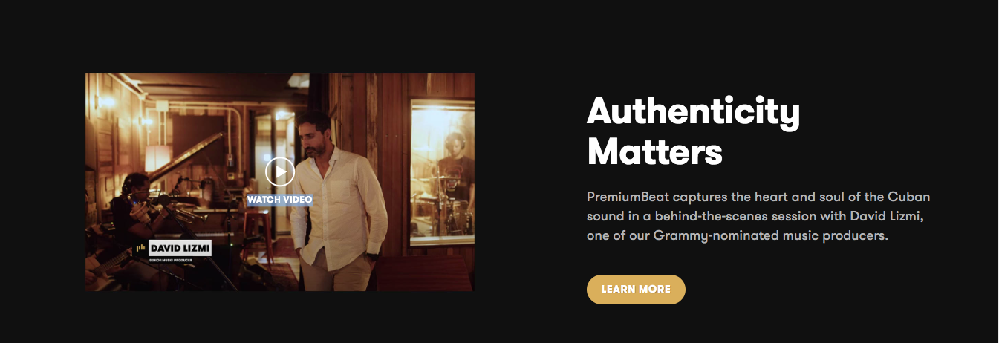 WATCH VIDEO
DAVID LIZMI
SENIOR MUSIC PRODUCER
Authenticity
Matters
PremiumBeat captures the heart and soul of the Cuban
sound in a behind-the-scenes session with David Lizmi,
one of our Grammy-nominated music producers.
LEARN MORE